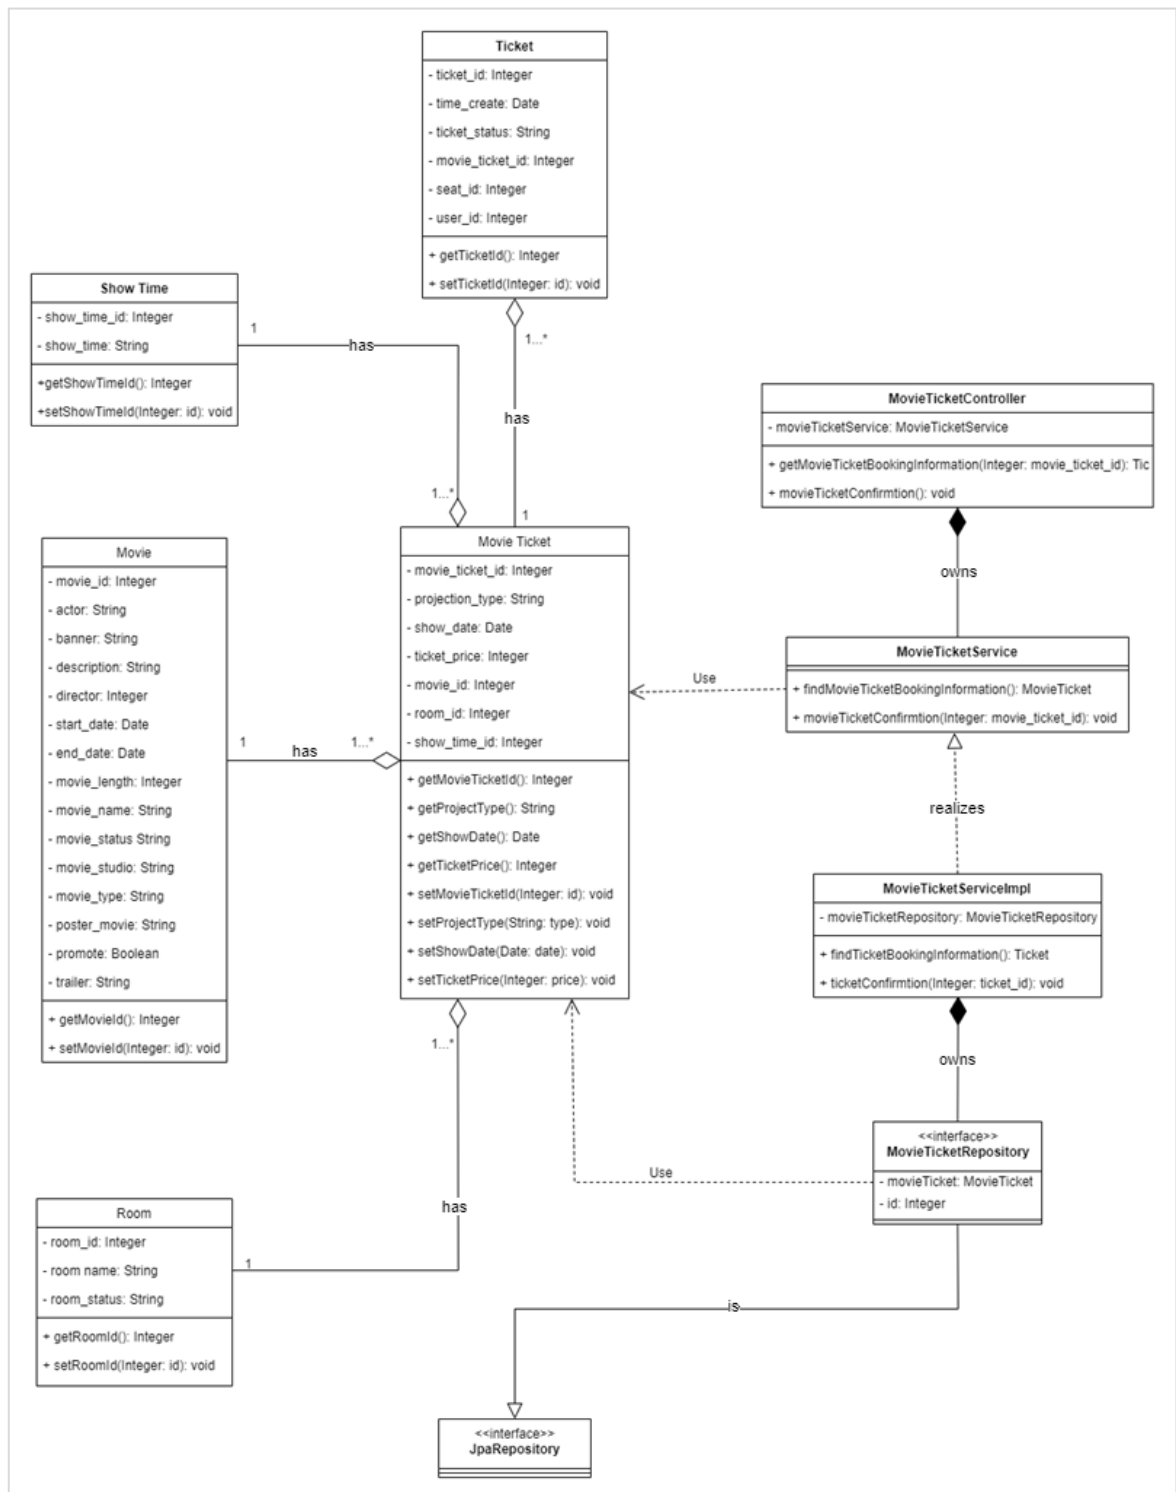 Ticket
- ticket_id: Integer
- time_create: Date
- ticket_status: String
- movie_ticket_id: Integer
- seat_id: Integer
- user_id: Integer
+ getTicketId(): Integer
+ setTicketId(Integer: id): void
1...*
has
1
Show Time
- show_time_id: Integer
- show_time: String
+getShowTimeId(): Integer
+setShowTimeId(Integer: id): void
1
has
1...*
MovieTicketController
- movieTicketService: MovieTicketService
+ getMovieTicketBookingInformation(Integer: movie_ticket_id): Tic
+ movieTicketConfirmtion(): void
owns
Movie
- movie_id: Integer
- actor: String
- banner: String
- description: String
- director: Integer
- start_date: Date
- end_date: Date
- movie_length: Integer
- movie_name: String
- movie_status String
- movie_studio: String
- movie_type: String
- poster_movie: String
- promote: Boolean
- trailer: String
+ getMovieId(): Integer
+ setMovieId(Integer: id): void
1
has
1...*
Movie Ticket
- movie_ticket_id: Integer
- projection_type: String
- show_date: Date
- ticket_price: Integer
- movie_id: Integer
- room_id: Integer
- show_time_id: Integer
+ getMovieTicketId(): Integer
+ getProjectType(): String
+ getShowDate(): Date
+ getTicketPrice(): Integer
+ setMovieTicketId(Integer: id): void
+ setProjectType(String: type): void
+ setShowDate(Date: date): void
+ setTicketPrice(Integer: price): void
Use
MovieTicketService
+ findMovieTicketBookingInformation(): MovieTicket
+ movieTicketConfirmtion(Integer: movie_ticket_id): void
realizes
MovieTicketServiceImpl
- movieTicketRepository: MovieTicketRepository
+ findTicketBookingInformation(): Ticket
+ ticketConfirmtion(Integer: ticket_id): void
owns
1...*
has
1
Use
<<interface>>
MovieTicketRepository
- movieTicket: MovieTicket
- id: Integer
Room
- room_id: Integer
- room name: String
- room_status: String
+ getRoomId(): Integer
+ setRoomId(Integer: id): void
is
<<interface>>
JpaRepository